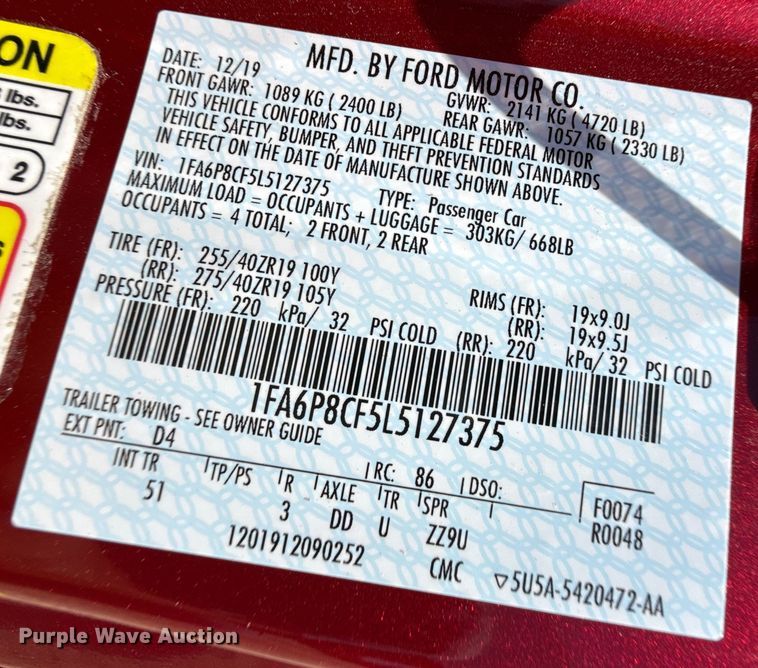 ON
lbs.
lbs.
2
MFD. BY FORD MOTOR CO.
DATE: 12/19 GVWR: 2141 KG ( 4720 LB)
FRONT GAWR: 1089 KG ( 2400 LB) REAR GAWR: 1057 KG ( 2330 LB)
THIS VEHICLE CONFORMS TO ALL APPLICABLE FEDERAL MOTOR
VEHICLE SAFETY, BUMPER, AND THEFT PREVENTION STANDARDS
IN EFFECT ON THE DATE OF MANUFACTURE SHOWN ABOVE.
VIN: 1FA6P8CF5L5127375 TYPE: Passenger Car
MAXIMUM LOAD = OCCUPANTS + LUGGAGE = 303KG/ 668LB
OCCUPANTS = 4 TOTAL; 2 FRONT, 2 REAR
TIRE (FR): 255/40ZR19 100Y RIMS (FR): 19x9.0J
(RR): 275/40ZR19 105Y (RR): 19x9.5J
PRESSURE (FR): 220 kPa/ 32 PSI COLD (RR): 220 kPa/ 32 PSI COLD
1FA6P8CF5L5127375
TRAILER TOWING - SEE OWNER GUIDE
EXT PNT: D4 RC: 86 DSO: F0074
INT TR TP/PS R AXLE TR SPR R0048
51 3 DD U ZZ9U
1201912090252 CMC 5U5A-5420472-AA
Purple Wave Auction